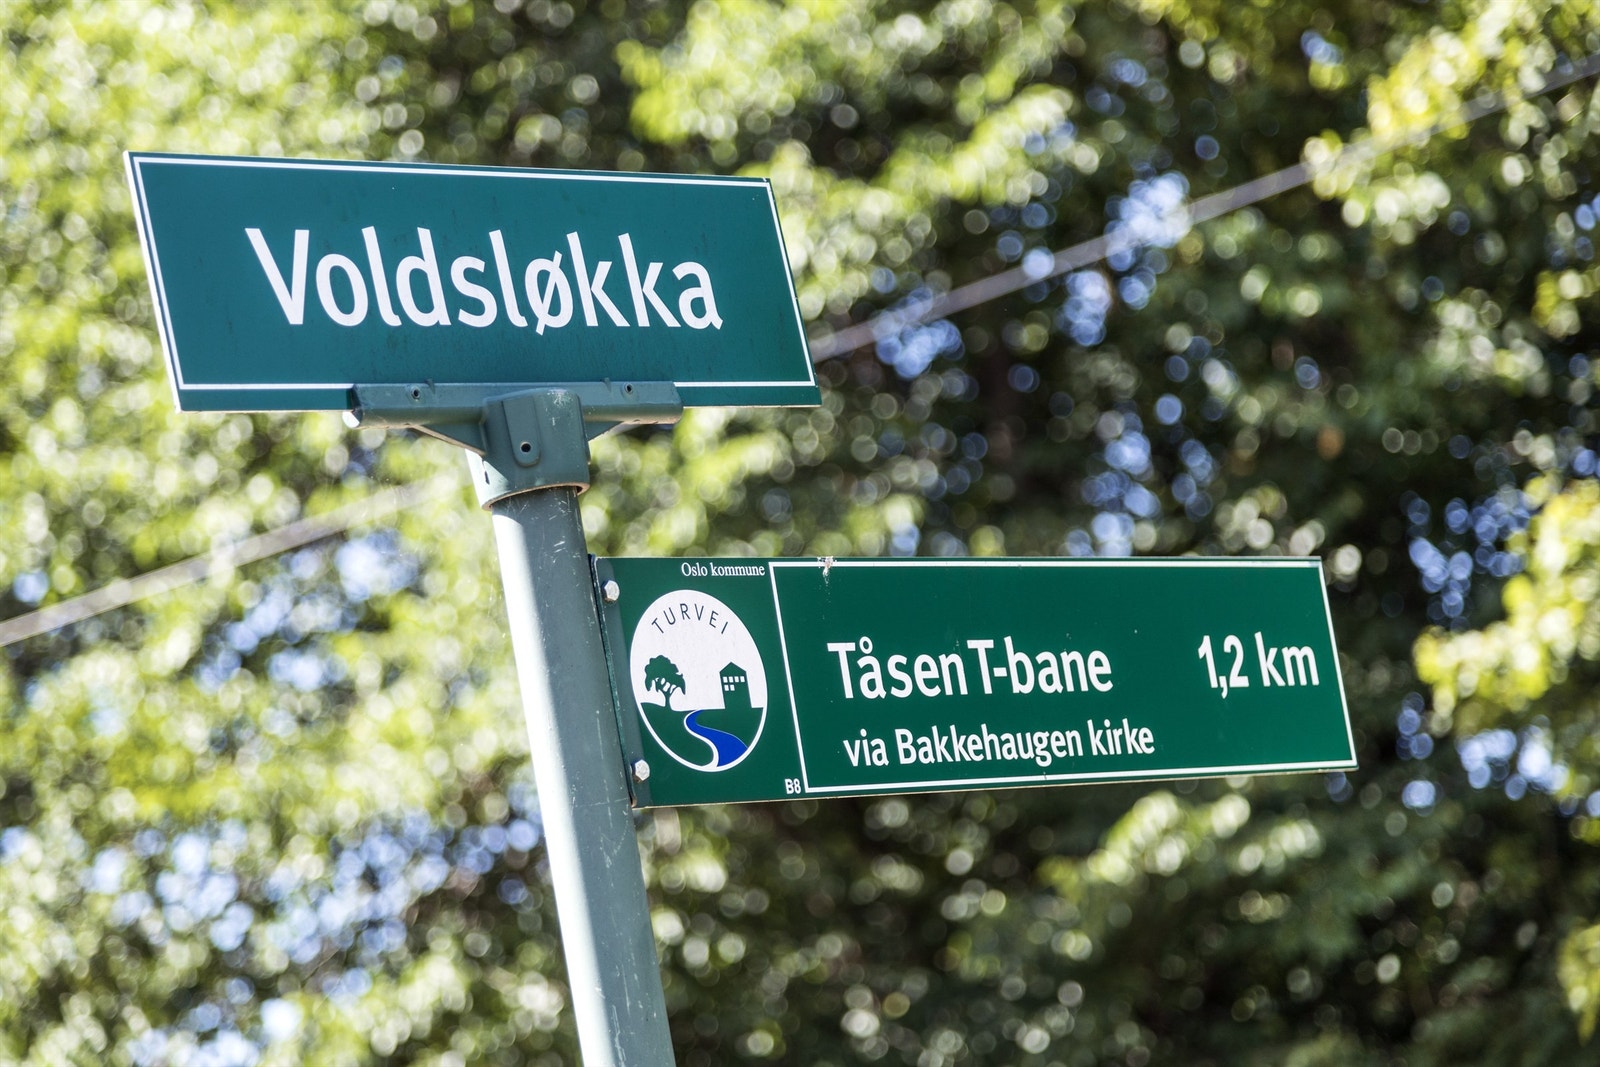 Voldsløkka
Oslo kommune
TURVEI
Tåsen T-bane 1,2 km
via Bakkehaugen kirke
B8